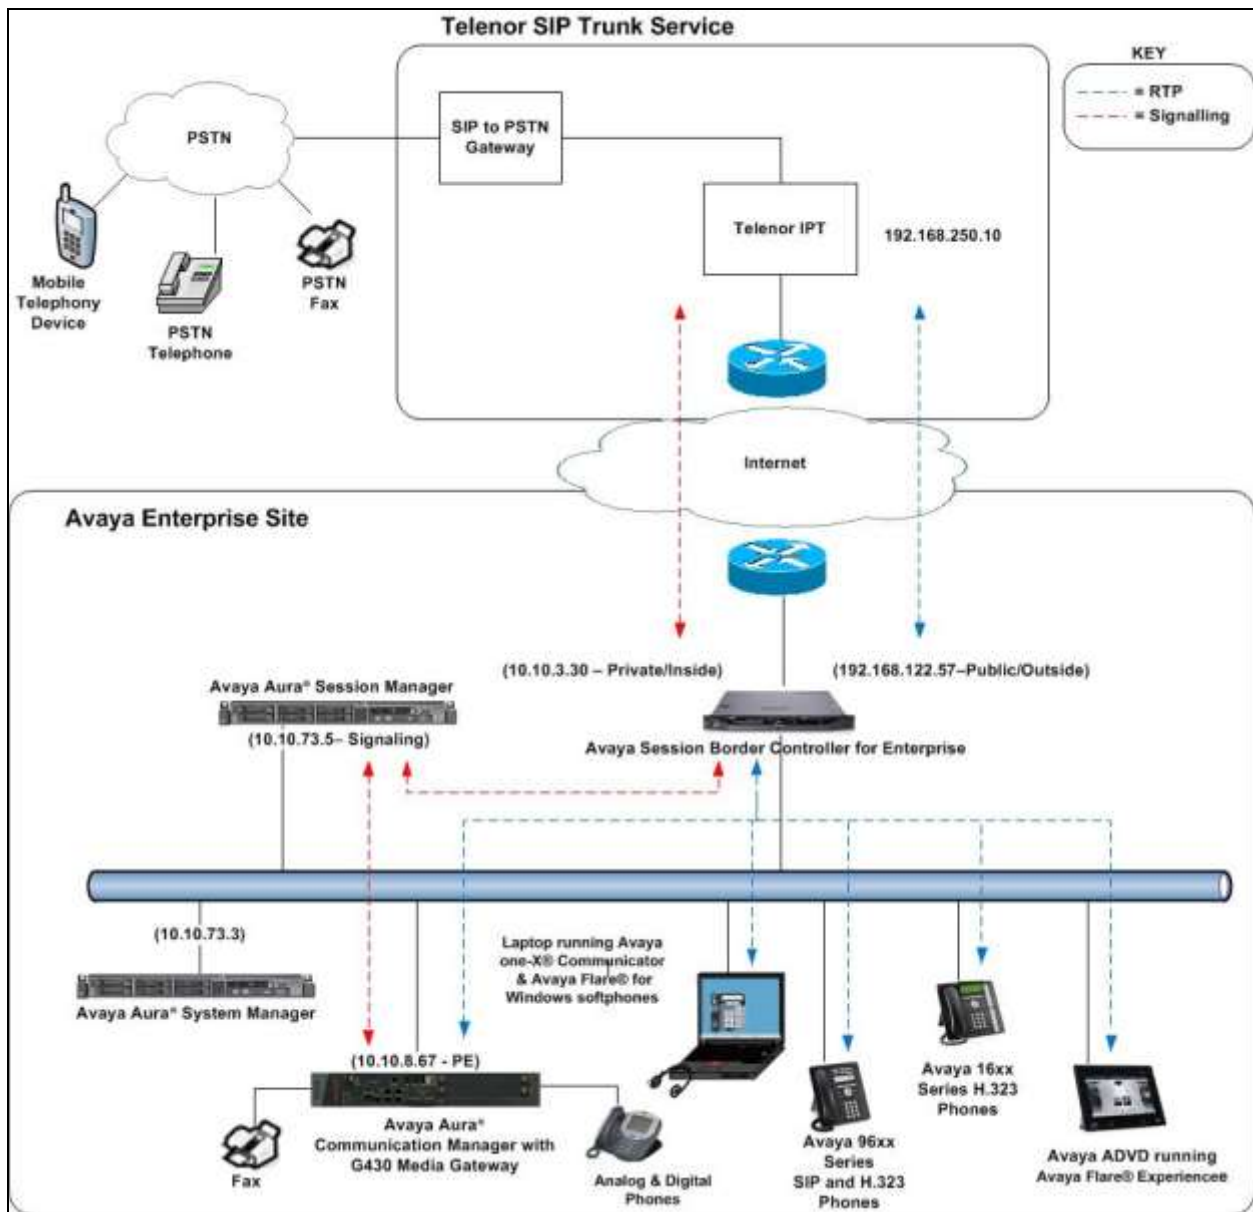 Telenor SIP Trunk Service
KEY
= RTP
= Signalling
PSTN
SIP to PSTN
Gateway
Telenor IPT
192.168.250.10
Mobile
Telephony
Device
PSTN
Telephone
PSTN
Fax
Internet
Avaya Enterprise Site
(10.10.3.30 – Private/Inside)
(192.168.122.57–Public/Outside)
Avaya Aura® Session Manager
(10.10.73.5– Signaling)
Avaya Session Border Controller for Enterprise
(10.10.73.3)
Avaya Aura® System Manager
Laptop running Avaya
one-X® Communicator
& Avaya Flare® for
Windows softphones
(10.10.8.67 - PE)
Avaya Aura®
Communication Manager with
G430 Media Gateway
Fax
Analog & Digital
Phones
Avaya 96xx
Series
SIP and H.323
Phones
Avaya 16xx
Series H.323
Phones
Avaya ADVD running
Avaya Flare® Experiencee